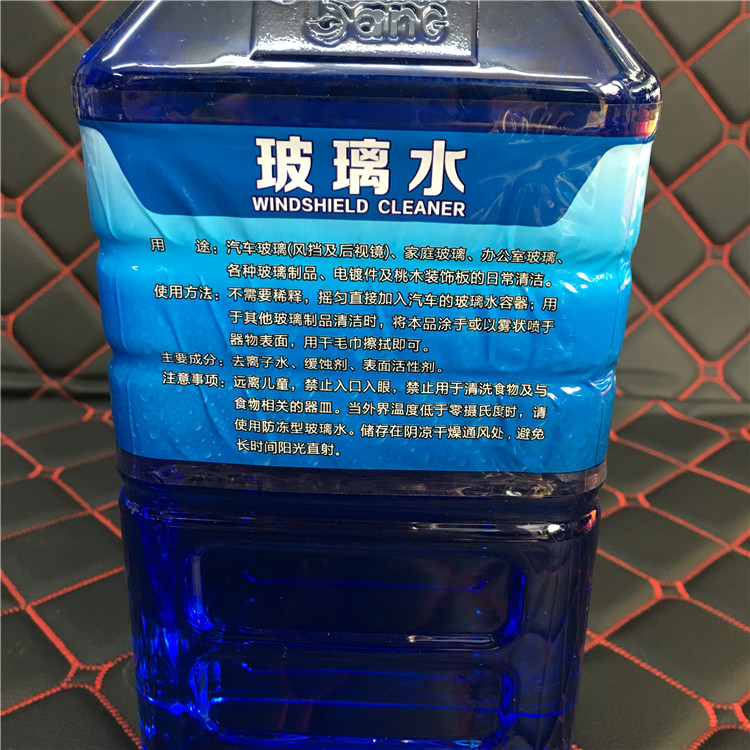 玻璃水
WINDSHIELD CLEANER
用 途：汽车玻璃(风挡及后视镜)、家庭玻璃、办公室玻璃、
各种玻璃制品、电镀件及桃木装饰板的日常清洁。
使用方法：不需要稀释，摇匀直接加入汽车的玻璃水容器；用
于其他玻璃制品清洁时，将本品涂于或以雾状喷于
器物表面，用干毛巾擦拭即可。
主要成分：去离子水、缓蚀剂、表面活性剂。
注意事项：远离儿童，禁止入口入眼，禁止用于清洗食物及与
食物相关的器皿。当外界温度低于零摄氏度时，请
使用防冻型玻璃水。储存在阴凉干燥通风处，避免
长时间阳光直射。